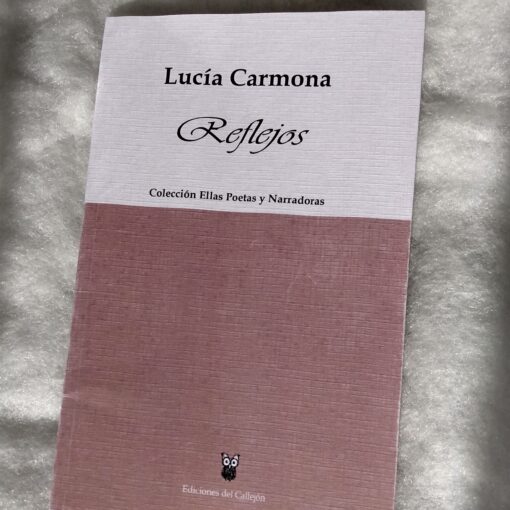 Lucía Carmona
Reflejos
Colección Ellas Poetas y Narradoras
Ediciones del Callejón